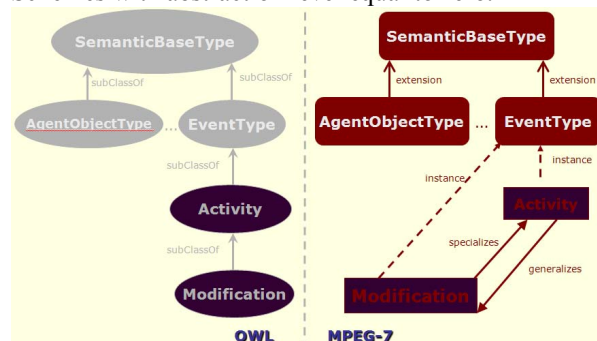 SemanticBaseType
SemanticBaseType
subClassOf
subClassOf
extension
extension
AgentObjectType
...
EventType
AgentObjectType
...
EventType
subClassOf
instance
instance
Activity
Activity
subClassOf
specializes
generalizes
Modification
Modification
OWL
MPEG-7